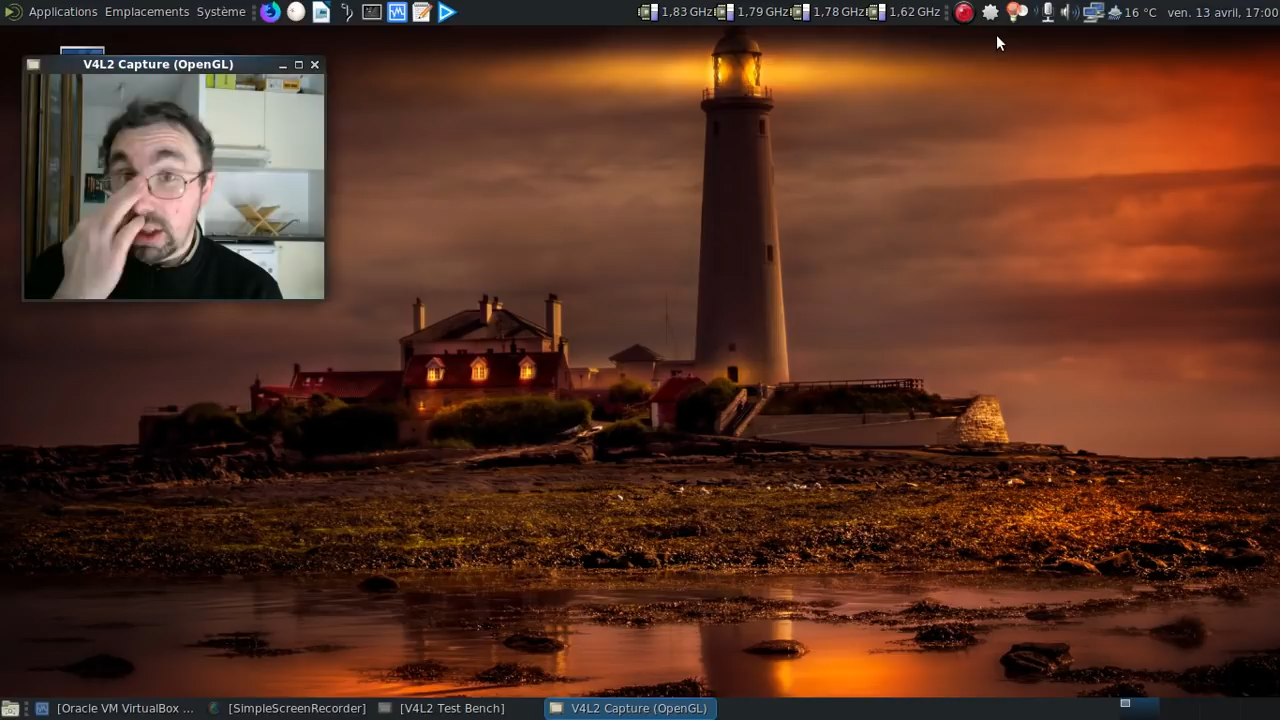 Applications Emplacements Système 1,83 GHz 1,79 GHz 1,78 GHz 1,62 GHz 16 °C ven. 13 avril, 17:00
V4L2 Capture (OpenGL)
[Oracle VM VirtualBox ... [SimpleScreenRecorder] [V4L2 Test Bench] V4L2 Capture (OpenGL)